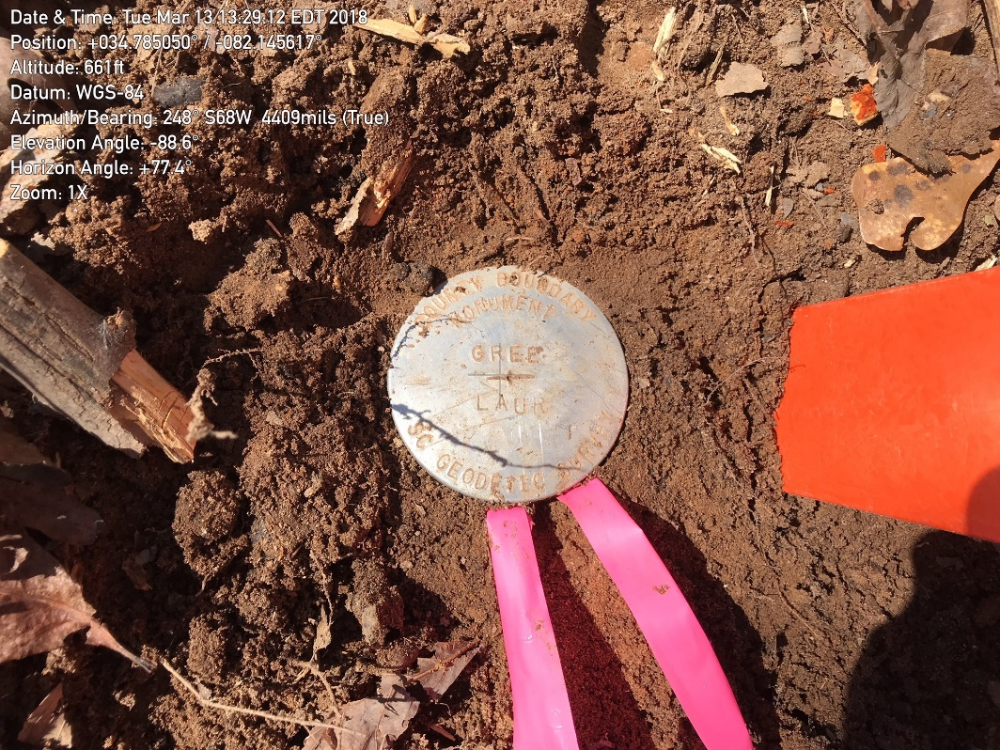 Date & Time: Tue Mar 13 13:29:12 EDT 2018
Position: +034.785050° / -082.145617°
Altitude: 661ft
Datum: WGS-84
Azimuth/Bearing: 248° S68W 4409mils (True)
Elevation Angle: -88.6°
Horizon Angle: +77.4°
Zoom: 1X
COUNTY BOUNDARY
MONUMENT
GREE
LAUR
SC GEODETIC SURVEY